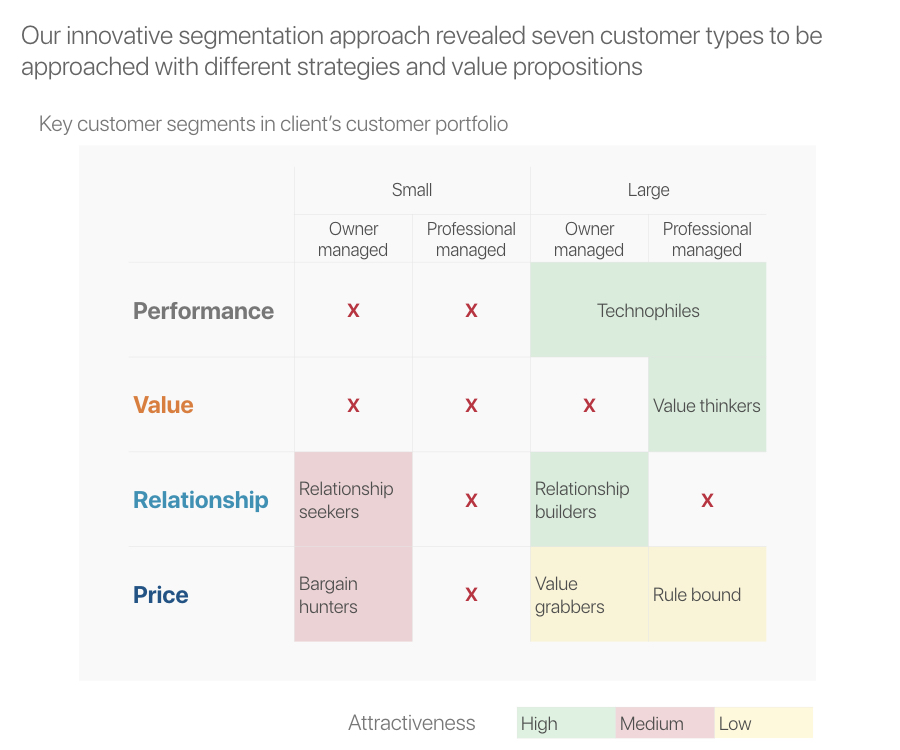 Our innovative segmentation approach revealed seven customer types to be
approached with different strategies and value propositions
Key customer segments in client’s customer portfolio
Small
Large
Owner
managed
Professional
managed
Owner
managed
Professional
managed
Performance
X
X
Technophiles
Value
X
X
X
Value thinkers
Relationship
Relationship
seekers
X
Relationship
builders
X
Price
Bargain
hunters
X
Value
grabbers
Rule bound
Attractiveness
High
Medium
Low